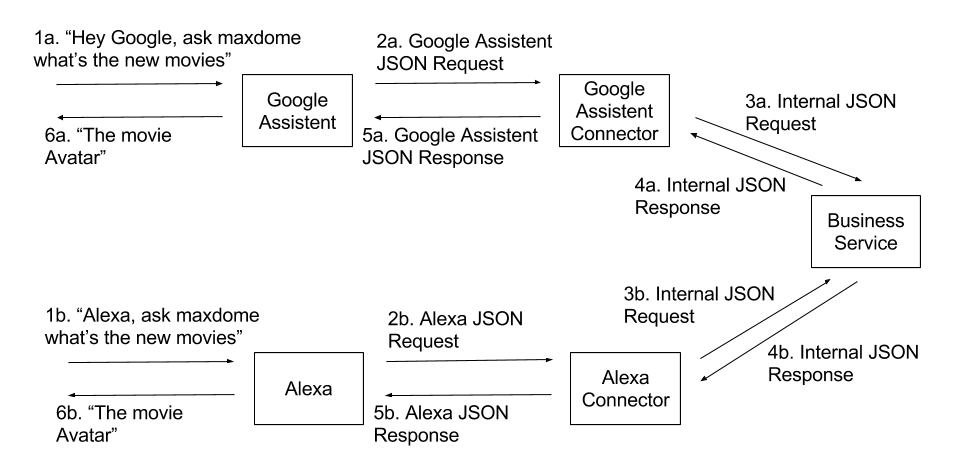 1a. “Hey Google, ask maxdome
what’s the new movies”
2a. Google Assistent
JSON Request
Google
Assistent
Google
Assistent
Connector
3a. Internal JSON
Request
6a. “The movie
Avatar”
5a. Google Assistent
JSON Response
4a. Internal JSON
Response
Business
Service
3b. Internal JSON
Request
1b. “Alexa, ask maxdome
what’s the new movies”
2b. Alexa JSON
Request
4b. Internal JSON
Response
Alexa
Alexa
Connector
6b. “The movie
Avatar”
5b. Alexa JSON
Response